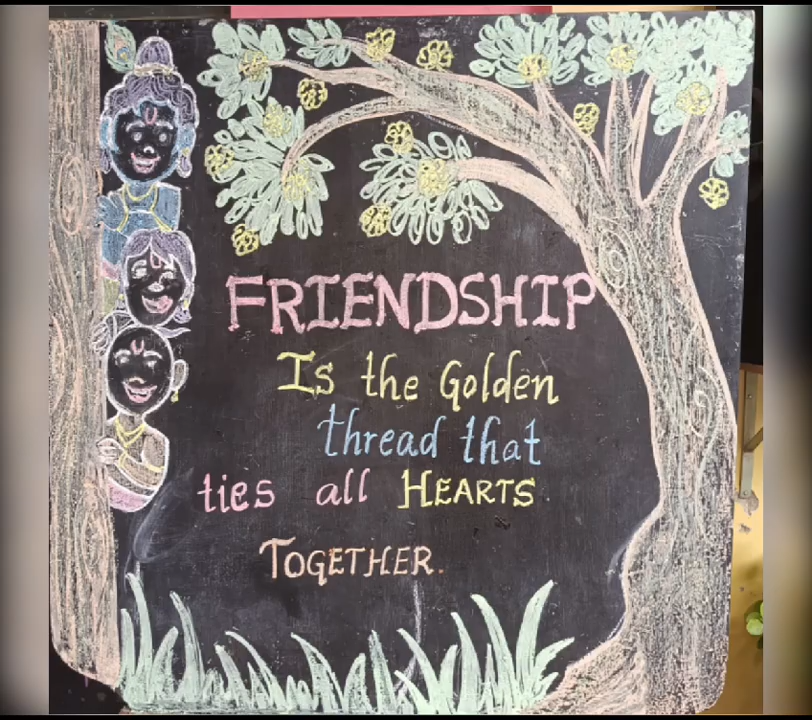 FRIENDSHIP
Is the Golden
thread that
ties all HEARTS
TOGETHER.